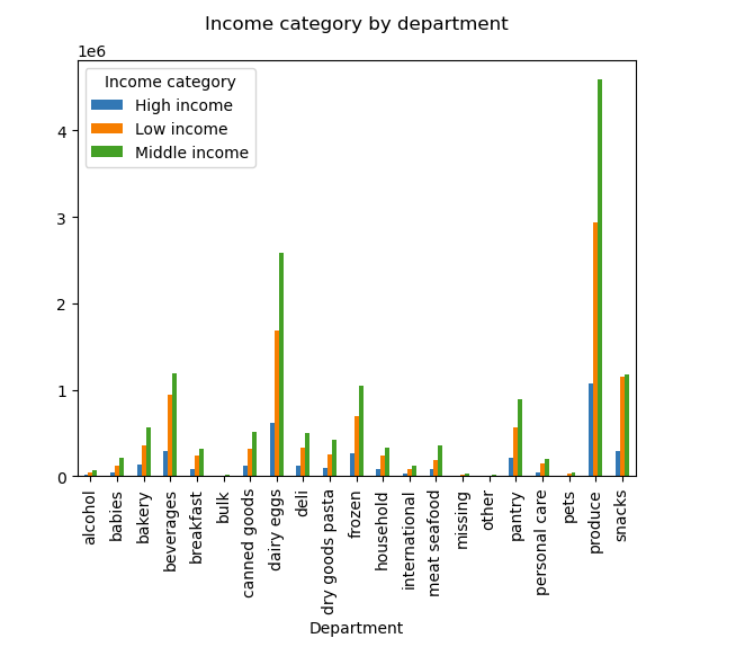 Income category by department
1e6
Income category
High income
Low income
Middle income
4
3
2
1
0
alcohol
babies
bakery
beverages
breakfast
bulk
canned goods
dairy eggs
deli
dry goods pasta
frozen
household
international
meat seafood
missing
other
pantry
personal care
pets
produce
snacks
Department